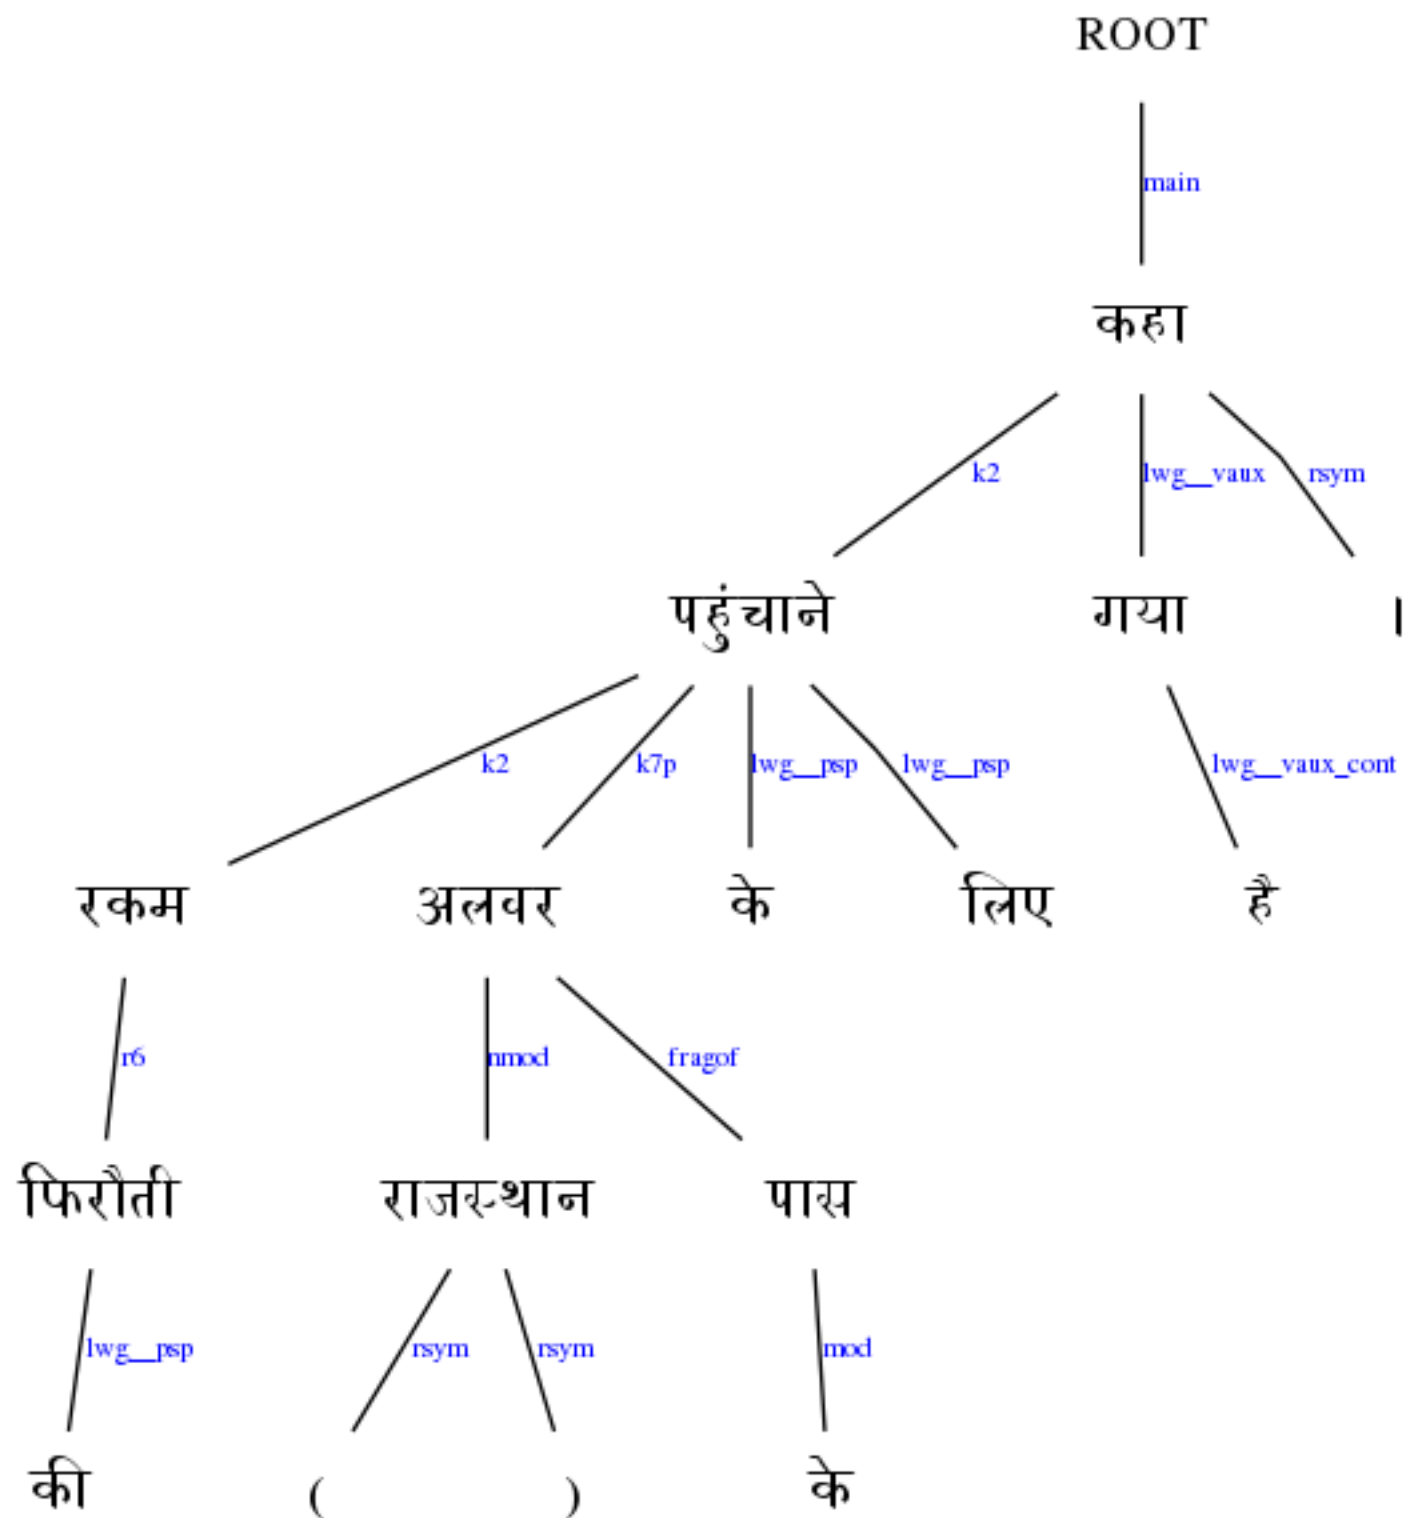 ROOT
main
कहा
k2 lwg__vaux rsym
पहुंचाने गया ।
k2 k7p lwg__psp lwg__psp lwg__vaux_cont
रकम अलवर के लिए है
r6 nmod fragof
फिरौती राजस्थान पास
lwg__psp rsym rsym mod
की ( ) के